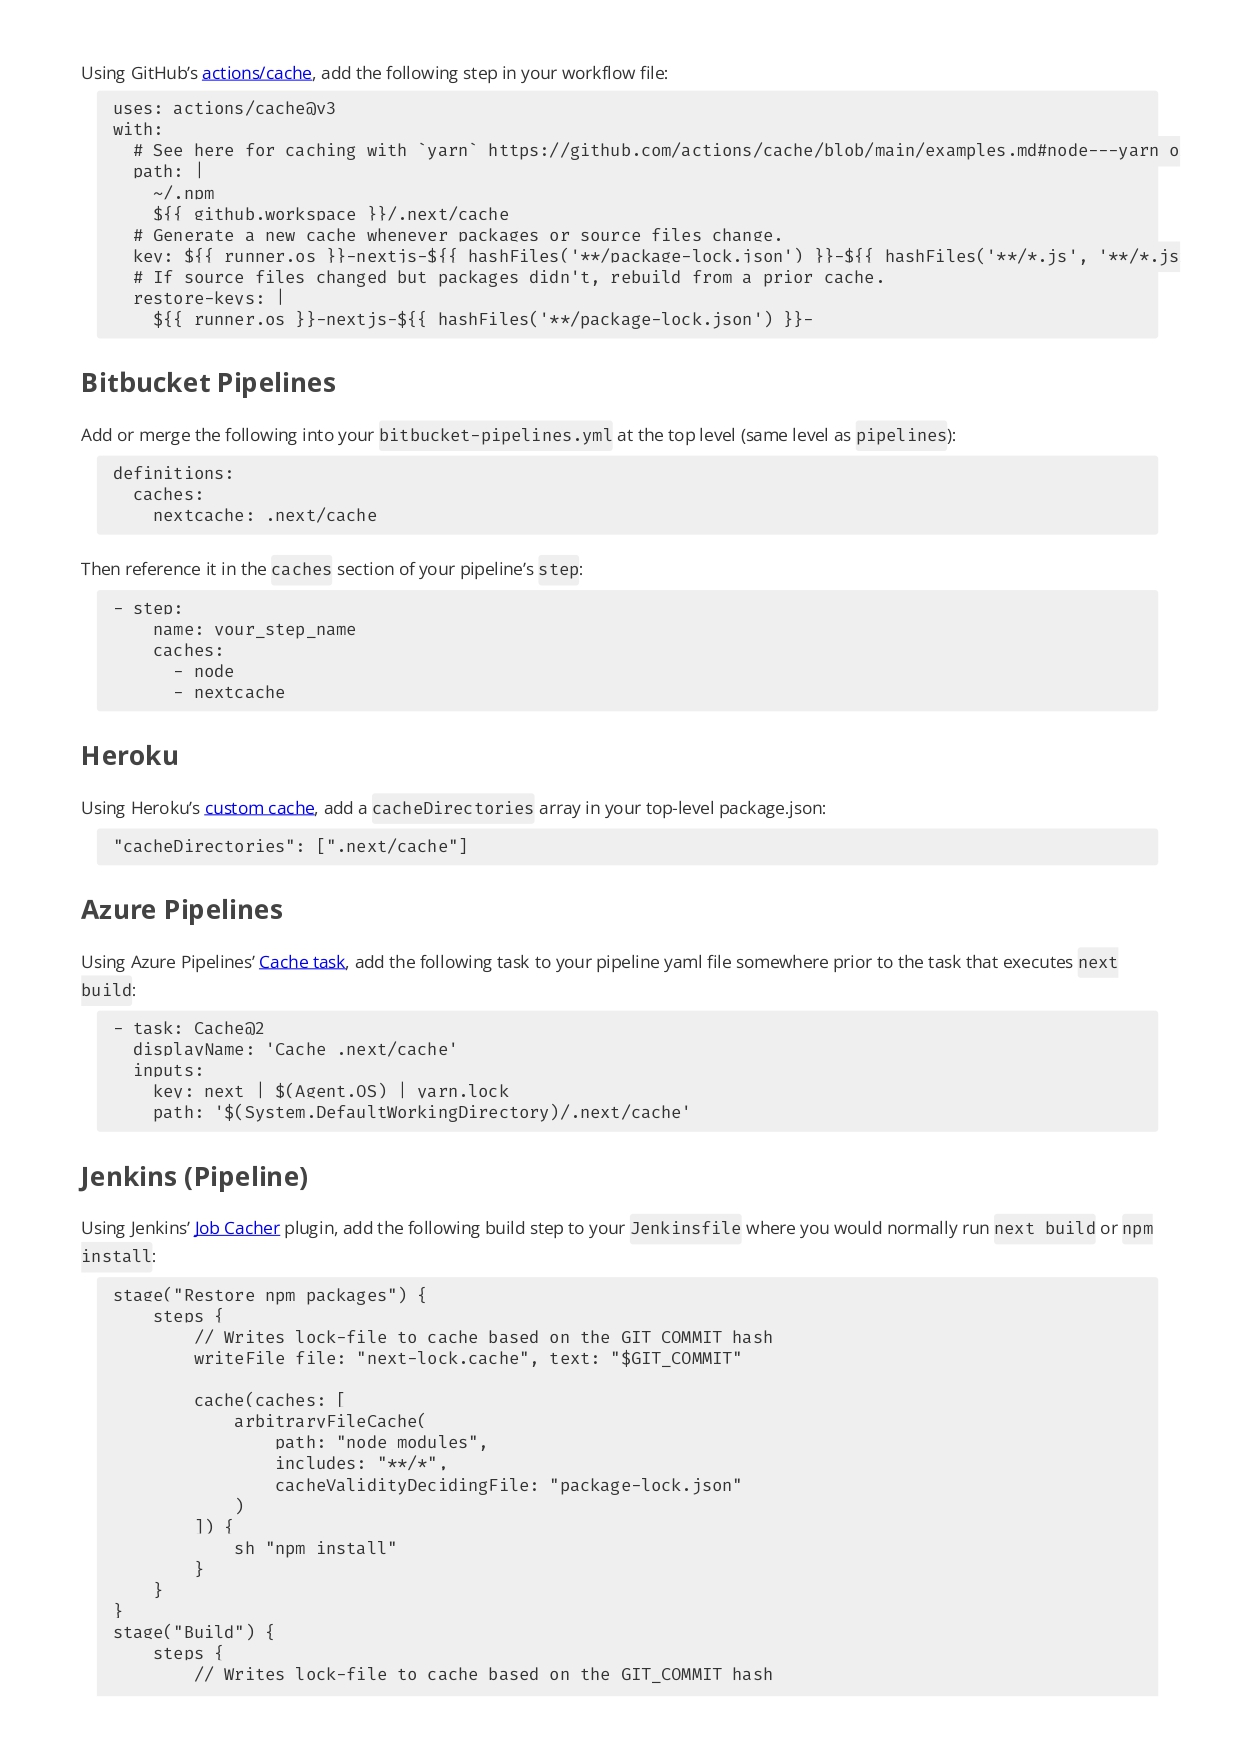 Using GitHub’s actions/cache, add the following step in your workflow file:
uses: actions/cache@v3
with:
  # See here for caching with `yarn` https://github.com/actions/cache/blob/main/examples.md#node---yarn o
  path: |
    ~/.npm
    ${{ github.workspace }}/.next/cache
  # Generate a new cache whenever packages or source files change.
  key: ${{ runner.os }}-nextjs-${{ hashFiles('**/package-lock.json') }}-${{ hashFiles('**/*.js', '**/*.js
  # If source files changed but packages didn't, rebuild from a prior cache.
  restore-keys: |
    ${{ runner.os }}-nextjs-${{ hashFiles('**/package-lock.json') }}-
Bitbucket Pipelines
Add or merge the following into your bitbucket-pipelines.yml at the top level (same level as pipelines):
definitions:
  caches:
    nextcache: .next/cache
Then reference it in the caches section of your pipeline’s step:
- step:
    name: your_step_name
    caches:
      - node
      - nextcache
Heroku
Using Heroku’s custom cache, add a cacheDirectories array in your top-level package.json:
"cacheDirectories": [".next/cache"]
Azure Pipelines
Using Azure Pipelines’ Cache task, add the following task to your pipeline yaml file somewhere prior to the task that executes next
build:
- task: Cache@2
  displayName: 'Cache .next/cache'
  inputs:
    key: next | $(Agent.OS) | yarn.lock
    path: '$(System.DefaultWorkingDirectory)/.next/cache'
Jenkins (Pipeline)
Using Jenkins’ Job Cacher plugin, add the following build step to your Jenkinsfile where you would normally run next build or npm
install:
stage("Restore npm packages") {
    steps {
        // Writes lock-file to cache based on the GIT_COMMIT hash
        writeFile file: "next-lock.cache", text: "$GIT_COMMIT"
        cache(caches: [
            arbitraryFileCache(
                path: "node_modules",
                includes: "**/*",
                cacheValidityDecidingFile: "package-lock.json"
            )
        ]) {
            sh "npm install"
        }
    }
}
stage("Build") {
    steps {
        // Writes lock-file to cache based on the GIT_COMMIT hash